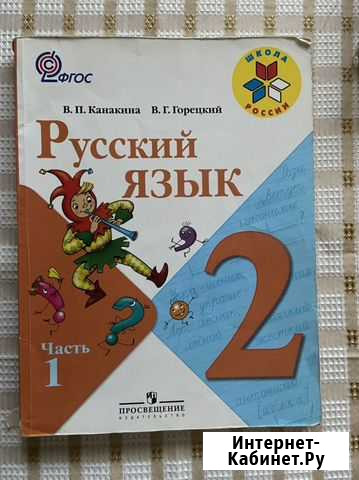 ФГОС
ШКОЛА
РОССИИ
В. П. Канакина В. Г. Горецкий
Русский
язык
2
Часть
1
ПРОСВЕЩЕНИЕ
ИЗДАТЕЛЬСТВО
Интернет-
Кабинет.Ру